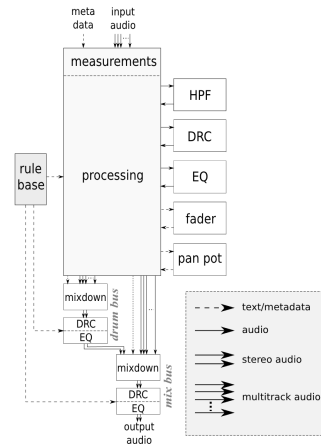 meta
data
input
audio
measurements
processing
HPF
DRC
EQ
fader
pan pot
rule
base
mixdown
DRC
EQ
drum bus
mixdown
DRC
EQ
mix bus
output
audio
text/metadata
audio
stereo audio
multitrack audio